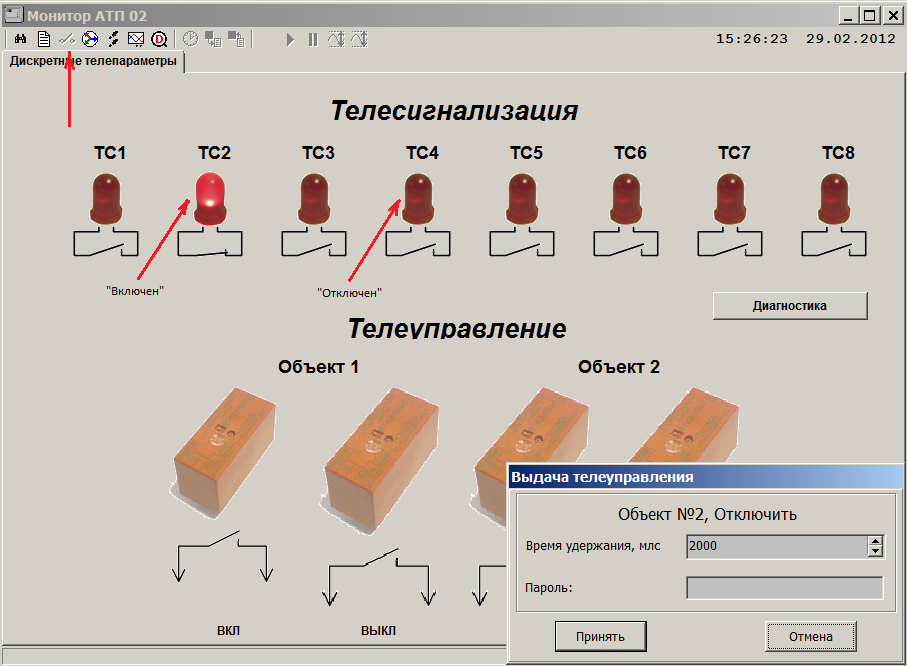 Монитор АТП 02
15:26:23 29.02.2012
Дискретные телепараметры
Телесигнализация
ТС1 ТС2 ТС3 ТС4 ТС5 ТС6 ТС7 ТС8
"Включен" "Отключен"
Диагностика
Телеуправление
Объект 1 Объект 2
Выдача телеуправления
Объект №2, Отключить
Время удержания, млс 2000
Пароль:
Принять Отмена
ВКЛ ВЫКЛ